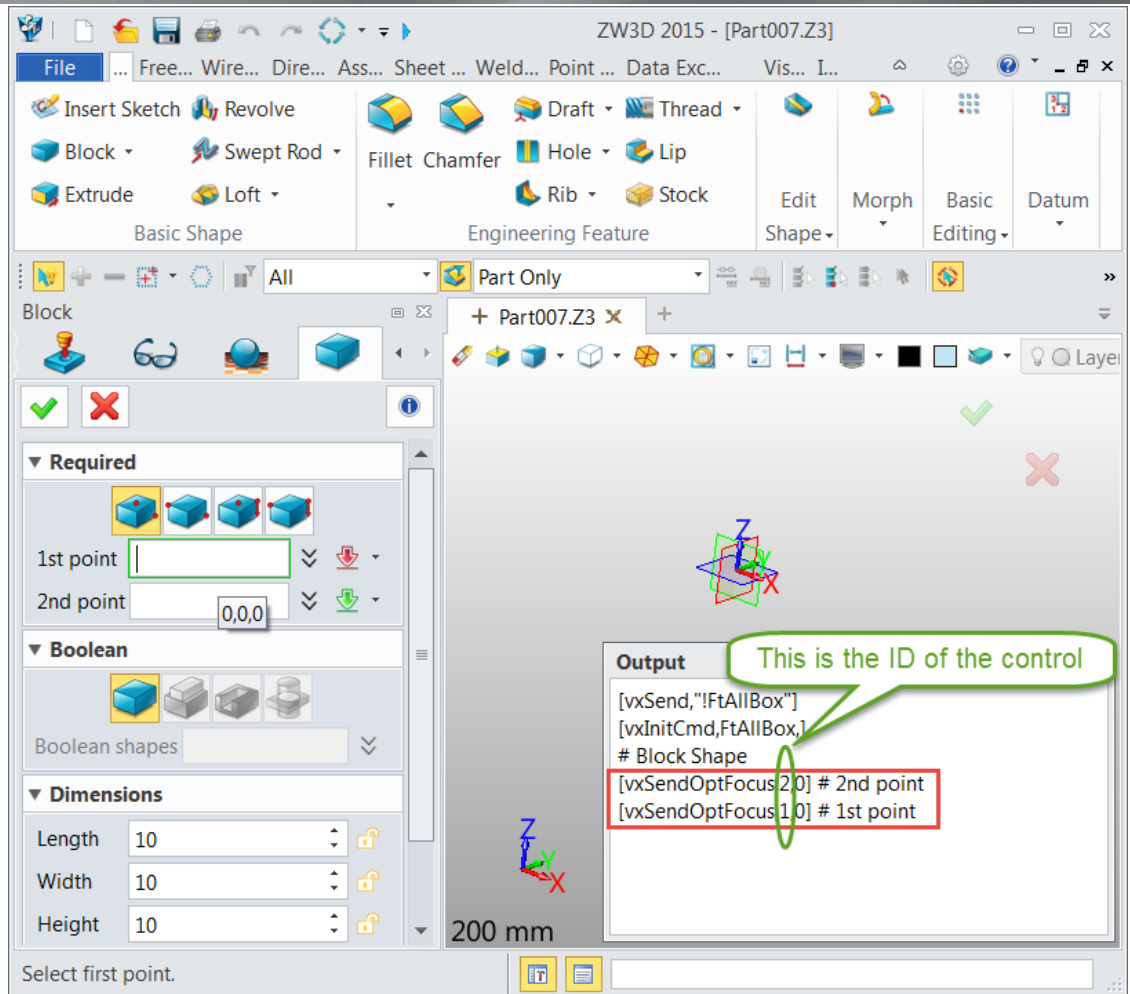 ZW3D 2015 - [Part007.Z3]
File ... Free... Wire... Dire... Ass... Sheet ... Weld... Point ... Data Exc... Vis... I...
Insert Sketch Revolve Draft Thread
Block Swept Rod Fillet Chamfer Hole Lip
Extrude Loft Rib Stock Edit Morph Basic Datum
Basic Shape Engineering Feature Shape Editing
All Part Only
Block
+ Part007.Z3 +
Layer
Required
1st point
2nd point
0,0,0
Boolean
Boolean shapes
Dimensions
Length 10
Width 10
Height 10
Z
Y
X
Output
This is the ID of the control
[vxSend,"!FtAllBox"]
[vxInitCmd,FtAllBox,]
# Block Shape
[vxSendOptFocus,2,0] # 2nd point
[vxSendOptFocus,1,0] # 1st point
Z
Y
X
200 mm
Select first point.